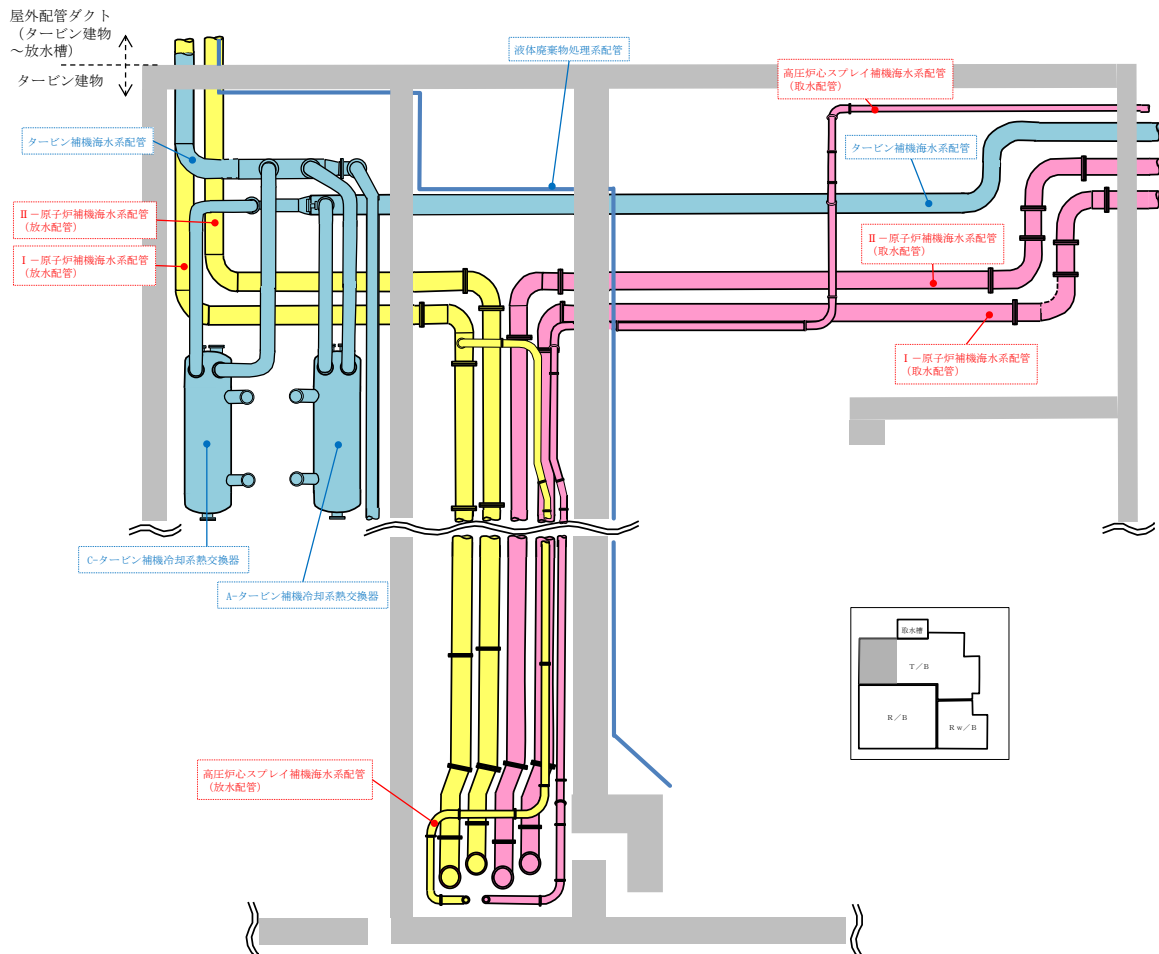 屋外配管ダクト
（タービン建物
～放水槽）
タービン建物
液体廃棄物処理系配管
高圧炉心スプレイ補機海水系配管
（取水配管）
タービン補機海水系配管
タービン補機海水系配管
Ⅱ－原子炉補機海水系配管
（放水配管）
Ⅰ－原子炉補機海水系配管
（放水配管）
Ⅱ－原子炉補機海水系配管
（取水配管）
Ⅰ－原子炉補機海水系配管
（取水配管）
C-タービン補機冷却系熱交換器
A-タービン補機冷却系熱交換器
取水槽
T／B
R／B
Rw／B
高圧炉心スプレイ補機海水系配管
（放水配管）